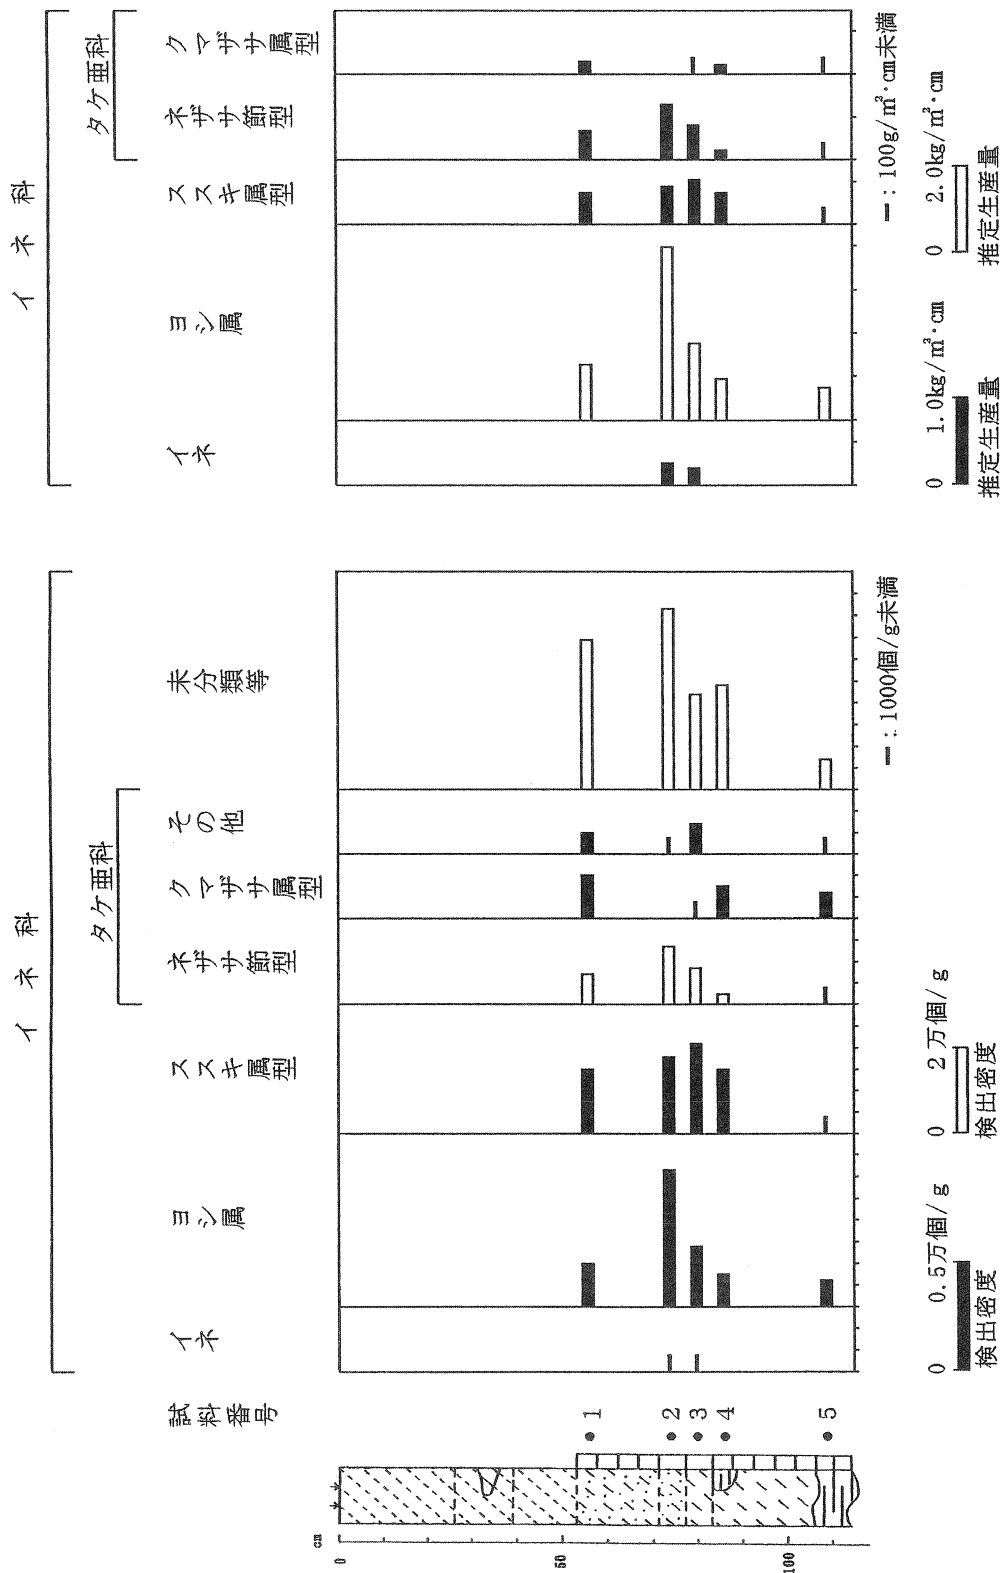 cm
0
50
100
試料番号
1
2
3
4
5
イネ科
イネ
ヨシ属
ススキ属型
タケ亜科
ネザサ節型
クマザサ属型
その他
未分類等
0 0.5万個/g
検出密度
0 2万個/g
検出密度
━:1000個/g未満
イネ科
イネ
ヨシ属
ススキ属型
タケ亜科
ネザサ節型
クマザサ属型
0 1.0kg/㎡·cm
推定生産量
0 2.0kg/㎡·cm
推定生産量
━:100g/㎡·cm未満